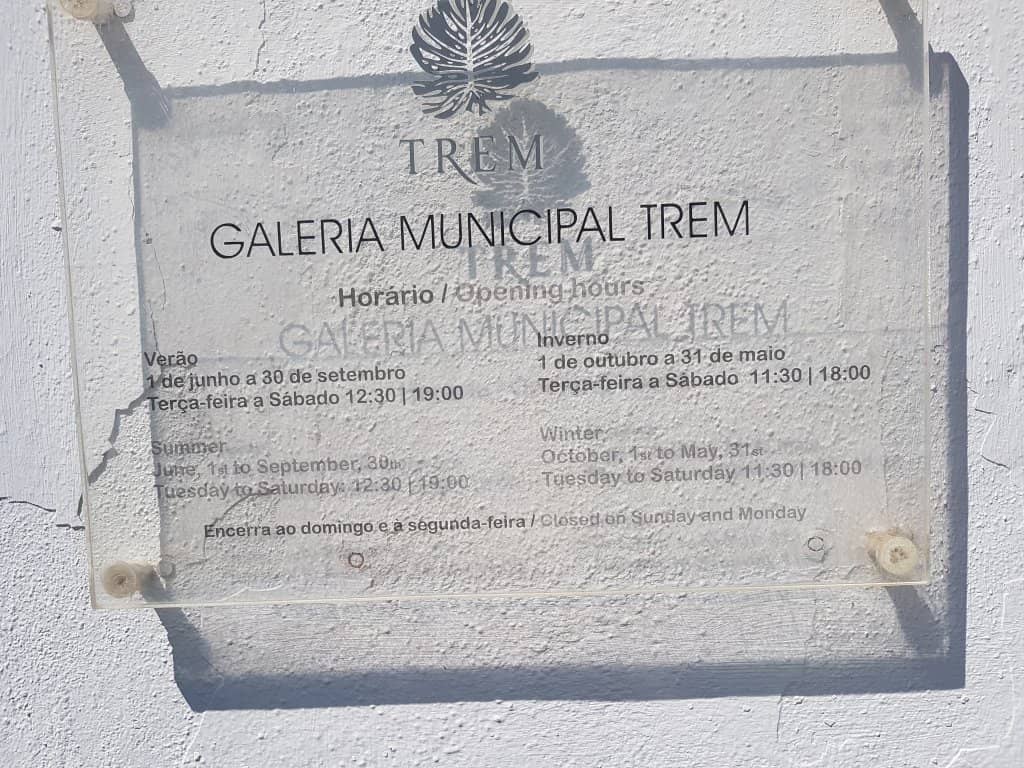 TREM
GALERIA MUNICIPAL TREM
Horário / Opening hours
Verão
1 de junho a 30 de setembro
Terça-feira a Sábado 12:30 | 19:00
Summer
June, 1st to September, 30th
Tuesday to Saturday: 12:30 | 19:00
Inverno
1 de outubro a 31 de maio
Terça-feira a Sábado 11:30 | 18:00
Winter
October, 1st to May, 31st
Tuesday to Saturday 11:30 | 18:00
Encerra ao domingo e à segunda-feira / Closed on Sunday and Monday